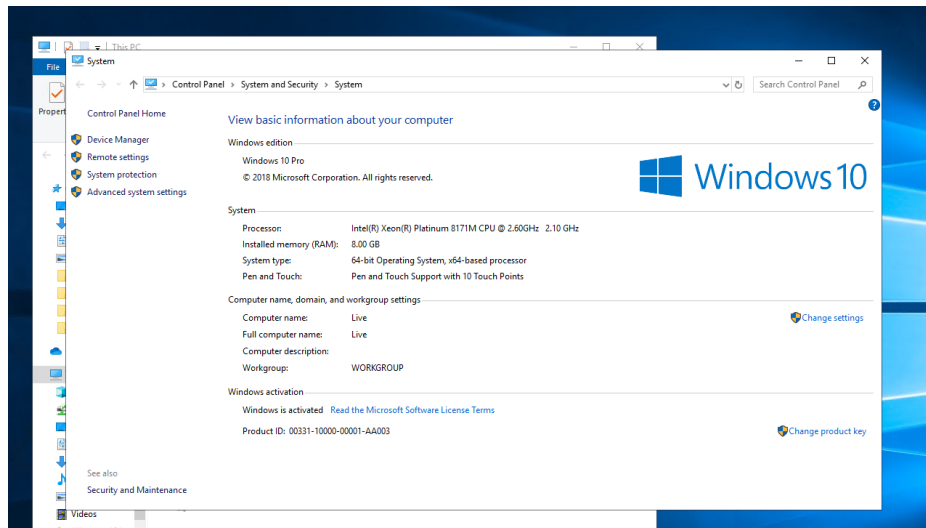 This PC
File
System
Control Panel > System and Security > System
Search Control Panel
Propert
Control Panel Home
Device Manager
Remote settings
System protection
Advanced system settings
View basic information about your computer
Windows edition
Windows 10 Pro
© 2018 Microsoft Corporation. All rights reserved.
Windows 10
System
Processor: Intel(R) Xeon(R) Platinum 8171M CPU @ 2.60GHz 2.10 GHz
Installed memory (RAM): 8.00 GB
System type: 64-bit Operating System, x64-based processor
Pen and Touch: Pen and Touch Support with 10 Touch Points
Computer name, domain, and workgroup settings
Computer name: Live
Change settings
Full computer name: Live
Computer description:
Workgroup: WORKGROUP
Windows activation
Windows is activated Read the Microsoft Software License Terms
Product ID: 00331-10000-00001-AA003
Change product key
See also
Security and Maintenance
Videos